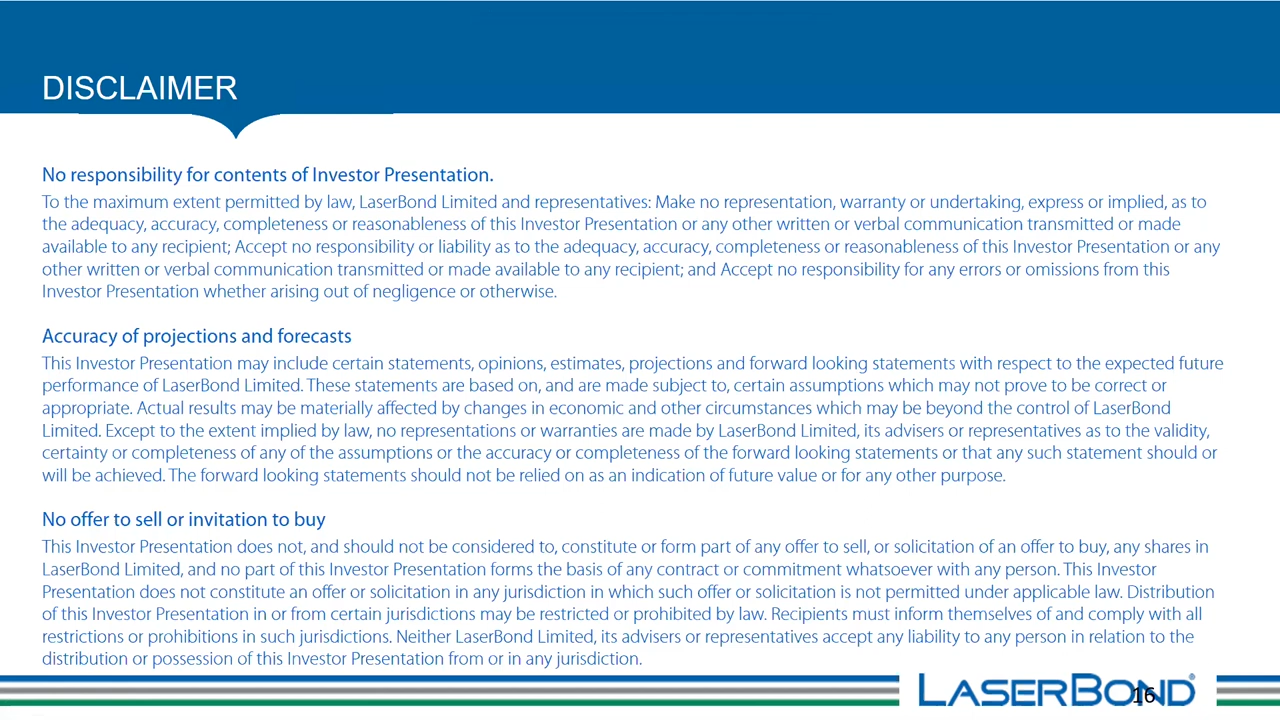 DISCLAIMER
No responsibility for contents of Investor Presentation.
To the maximum extent permitted by law, LaserBond Limited and representatives: Make no representation, warranty or undertaking, express or implied, as to
the adequacy, accuracy, completeness or reasonableness of this Investor Presentation or any other written or verbal communication transmitted or made
available to any recipient; Accept no responsibility or liability as to the adequacy, accuracy, completeness or reasonableness of this Investor Presentation or any
other written or verbal communication transmitted or made available to any recipient; and Accept no responsibility for any errors or omissions from this
Investor Presentation whether arising out of negligence or otherwise.
Accuracy of projections and forecasts
This Investor Presentation may include certain statements, opinions, estimates, projections and forward looking statements with respect to the expected future
performance of LaserBond Limited. These statements are based on, and are made subject to, certain assumptions which may not prove to be correct or
appropriate. Actual results may be materially affected by changes in economic and other circumstances which may be beyond the control of LaserBond
Limited. Except to the extent implied by law, no representations or warranties are made by LaserBond Limited, its advisers or representatives as to the validity,
certainty or completeness of any of the assumptions or the accuracy or completeness of the forward looking statements or that any such statement should or
will be achieved. The forward looking statements should not be relied on as an indication of future value or for any other purpose.
No offer to sell or invitation to buy
This Investor Presentation does not, and should not be considered to, constitute or form part of any offer to sell, or solicitation of an offer to buy, any shares in
LaserBond Limited, and no part of this Investor Presentation forms the basis of any contract or commitment whatsoever with any person. This Investor
Presentation does not constitute an offer or solicitation in any jurisdiction in which such offer or solicitation is not permitted under applicable law. Distribution
of this Investor Presentation in or from certain jurisdictions may be restricted or prohibited by law. Recipients must inform themselves of and comply with all
restrictions or prohibitions in such jurisdictions. Neither LaserBond Limited, its advisers or representatives accept any liability to any person in relation to the
distribution or possession of this Investor Presentation from or in any jurisdiction.
LASERBOND®
16